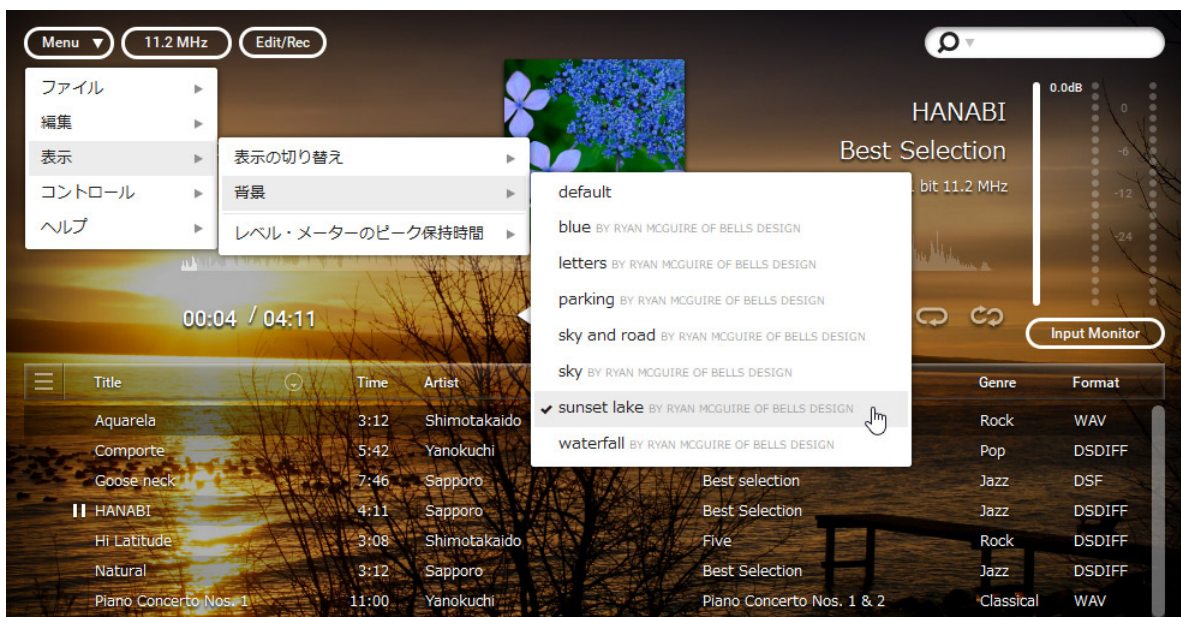 Menu ▼ 11.2 MHz Edit/Rec
ファイル
編集
表示
コントロール
ヘルプ
表示の切り替え
背景
レベル・メーターのピーク保持時間
default
blue BY RYAN MCGUIRE OF BELLS DESIGN
letters BY RYAN MCGUIRE OF BELLS DESIGN
parking BY RYAN MCGUIRE OF BELLS DESIGN
sky and road BY RYAN MCGUIRE OF BELLS DESIGN
sky BY RYAN MCGUIRE OF BELLS DESIGN
sunset lake BY RYAN MCGUIRE OF BELLS DESIGN
waterfall BY RYAN MCGUIRE OF BELLS DESIGN
HANABI
Best Selection
bit 11.2 MHz
0.0dB
0
-6
-12
-24
00:04 / 04:11
Input Monitor
Title Time Artist Genre Format
Aquarela 3:12 Shimotakaido Rock WAV
Comporte 5:42 Yanokuchi Pop DSDIFF
Goose neck 7:46 Sapporo Best selection Jazz DSF
HANABI 4:11 Sapporo Best Selection Jazz DSDIFF
Hi Latitude 3:08 Shimotakaido Five Rock DSDIFF
Natural 3:12 Sapporo Best Selection Jazz DSDIFF
Piano Concerto Nos. 1 11:00 Yanokuchi Piano Concerto Nos. 1 & 2 Classical WAV